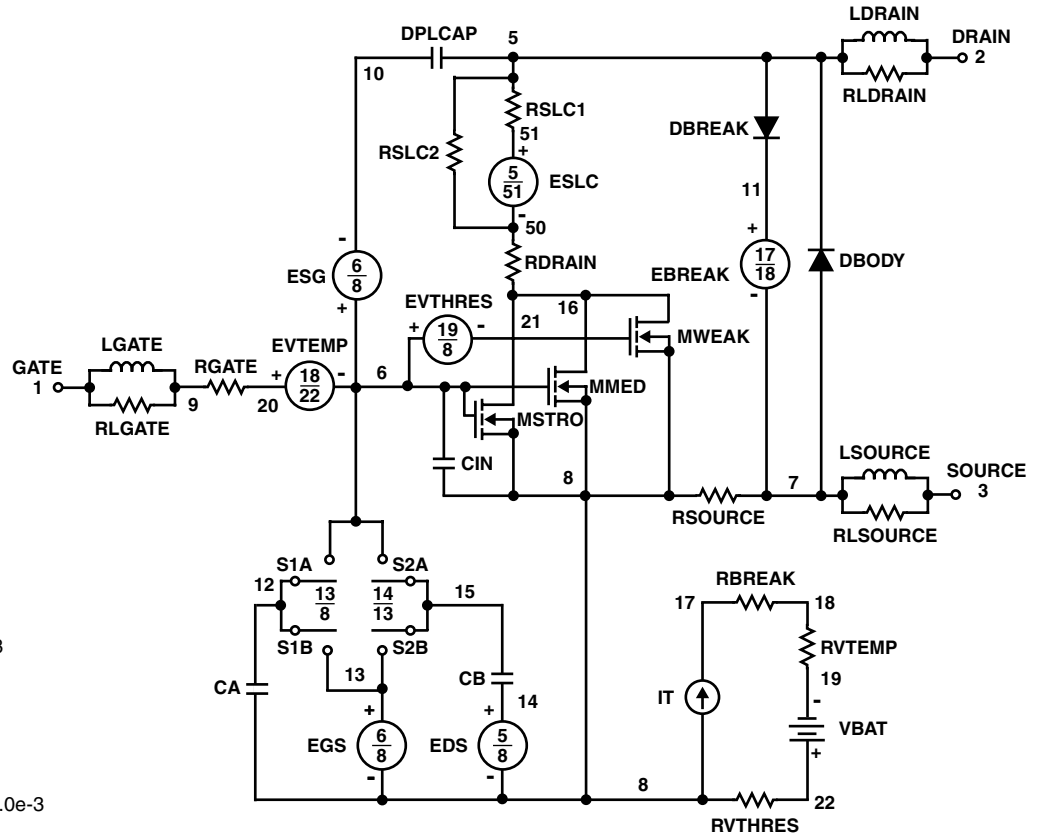 LDRAIN
DPLCAP 5 DRAIN
10 2
RSLC1 RLDRAIN
DBREAK
51
+
RSLC2
5
51 ESLC
11
-
50
+
-
RDRAIN
17
18 EBREAK DBODY
ESG 6
8
EVTHRES
+ 16
-
+ 19
8 - 21
MWEAK
LGATE EVTEMP
GATE RGATE + 18
22 - 6
1 MMED
9 20 MSTRO
RLGATE
LSOURCE
CIN 8 7 SOURCE
3
RSOURCE
RLSOURCE
S1A S2A
12 13
8 14
13 15
S1B S2B
RBREAK
17 18
RVTEMP
13 CB 19
CA IT -
14
+ + VBAT
EGS 6
8 EDS 5
8
+
- - 8
22
RVTHRES
.0e-3